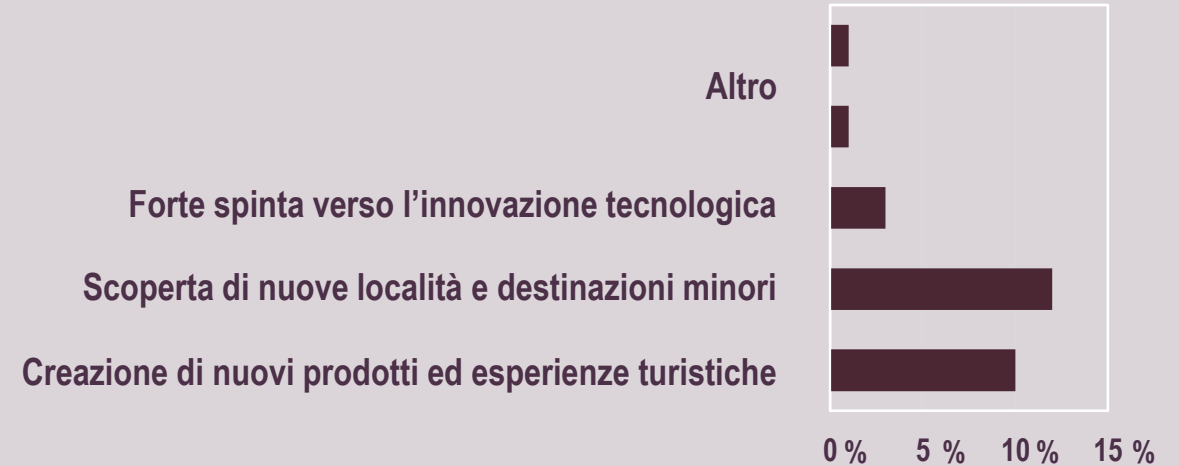 Altro
Forte spinta verso l’innovazione tecnologica
Scoperta di nuove località e destinazioni minori
Creazione di nuovi prodotti ed esperienze turistiche
0 % 5 % 10 % 15 %